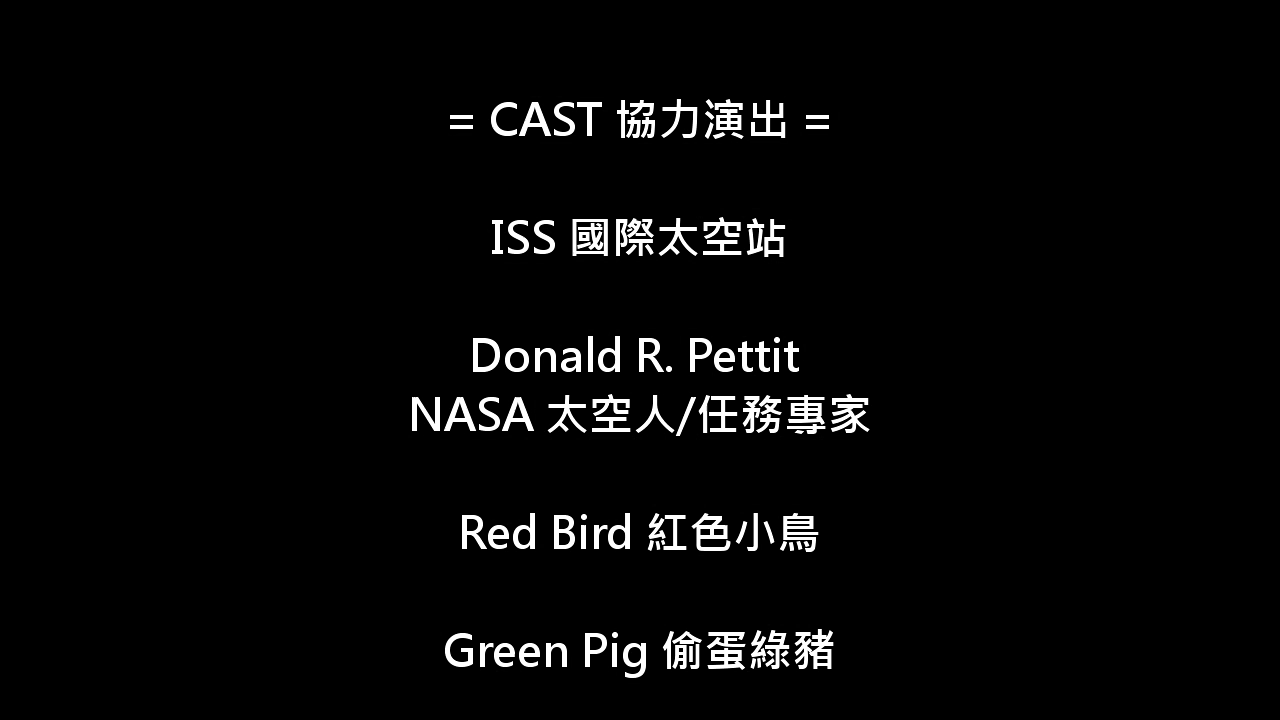 = CAST 協力演出 =
ISS 國際太空站
Donald R. Pettit
NASA 太空人/任務專家
Red Bird 紅色小鳥
Green Pig 偷蛋綠豬